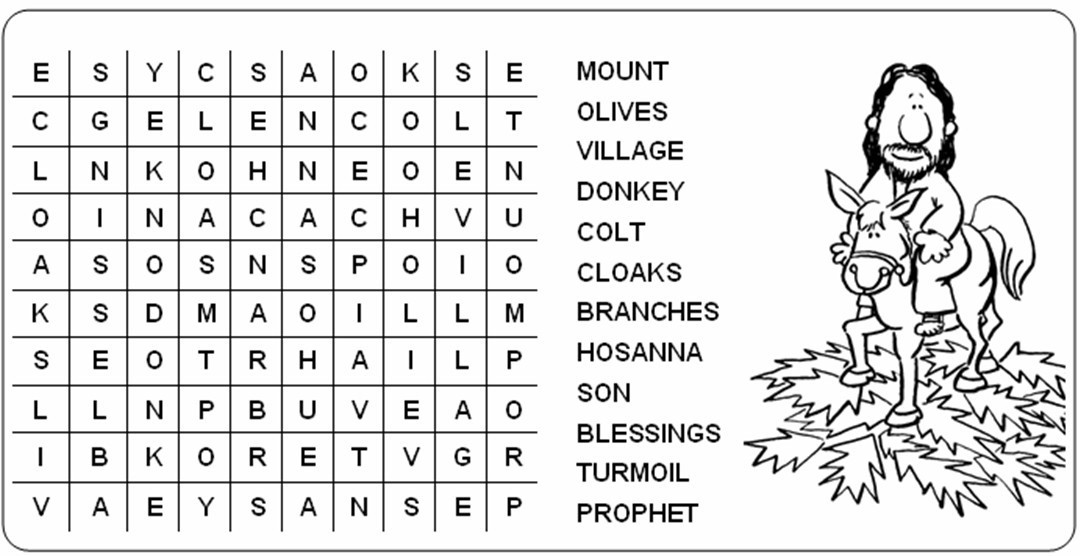 E S Y C S A O K S E
C G E L E N C O L T
L N K O H N E O E N
O I N A C A C H V U
A S O S N S P O I O
K S D M A O I L L M
S E O T R H A I L P
L L N P B U V E A O
I B K O R E T V G R
V A E Y S A N S E P
MOUNT
OLIVES
VILLAGE
DONKEY
COLT
CLOAKS
BRANCHES
HOSANNA
SON
BLESSINGS
TURMOIL
PROPHET